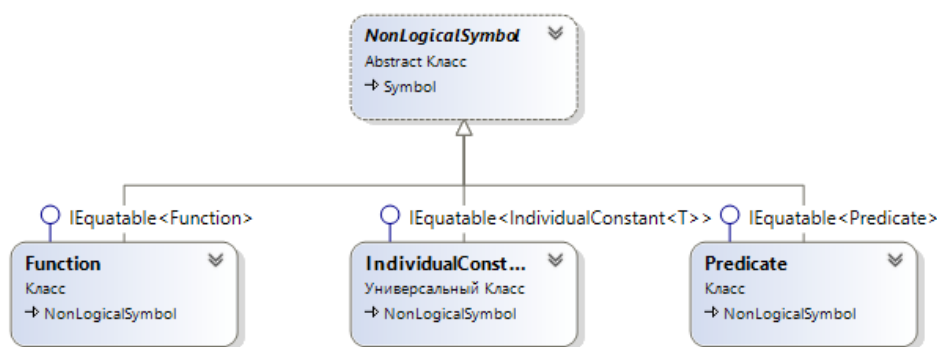 NonLogicalSymbol
Abstract Класс
Symbol
IEquatable<Function>
IEquatable<IndividualConstant<T>>
IEquatable<Predicate>
Function
Класс
NonLogicalSymbol
IndividualConst...
Универсальный Класс
NonLogicalSymbol
Predicate
Класс
NonLogicalSymbol